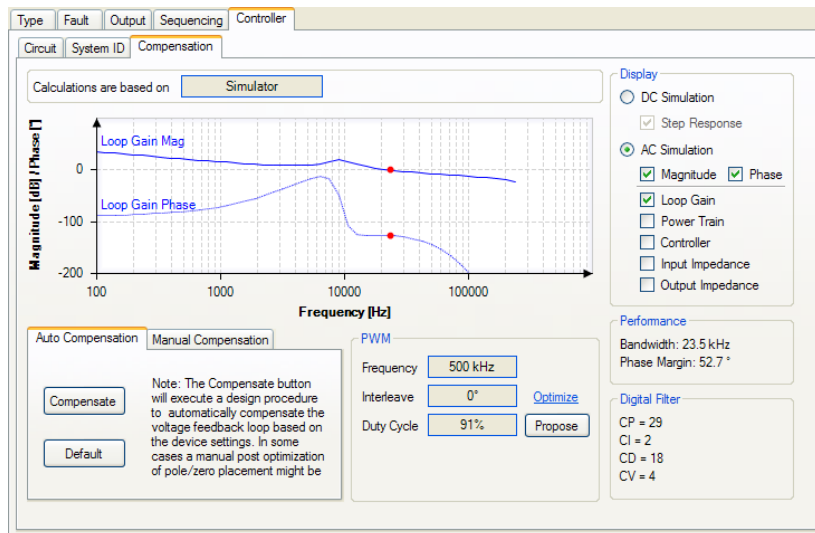 Type Fault Output Sequencing Controller
Circuit System ID Compensation
Calculations are based on Simulator
Magnitude [dB] / Phase [°]
Loop Gain Mag
Loop Gain Phase
0
-100
-200
100 1000 10000 100000
Frequency [Hz]
Display
DC Simulation
Step Response
AC Simulation
Magnitude Phase
Loop Gain
Power Train
Controller
Input Impedance
Output Impedance
Performance
Bandwidth: 23.5 kHz
Phase Margin: 52.7 °
Digital Filter
CP = 29
CI = 2
CD = 18
CV = 4
Auto Compensation Manual Compensation
Compensate
Default
Note: The Compensate button
will execute a design procedure
to automatically compensate the
voltage feedback loop based on
the device settings. In some
cases a manual post optimization
of pole/zero placement might be
PWM
Frequency 500 kHz
Interleave 0° Optimize
Duty Cycle 91% Propose